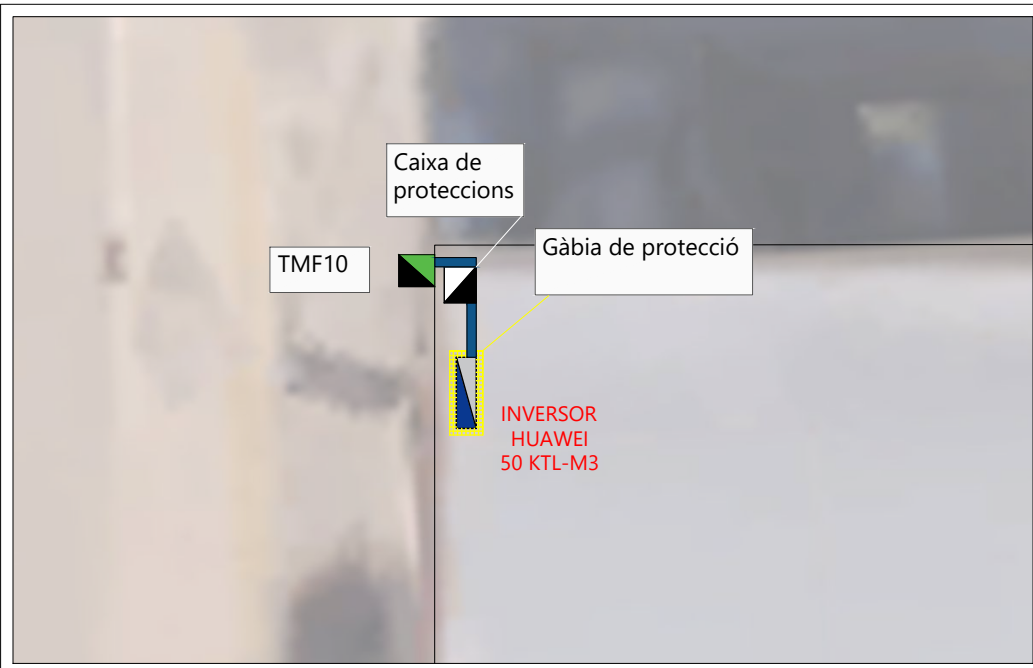 Caixa de
proteccions
Gàbia de protecció
TMF10
INVERSOR
HUAWEI
50 KTL-M3